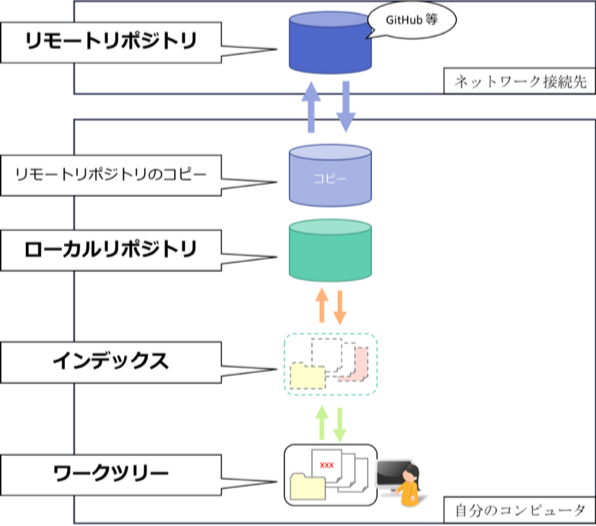 リモートリポジトリ
GitHub 等
ネットワーク接続先
リモートリポジトリのコピー
コピー
ローカルリポジトリ
インデックス
ワークツリー
xxx
自分のコンピュータ